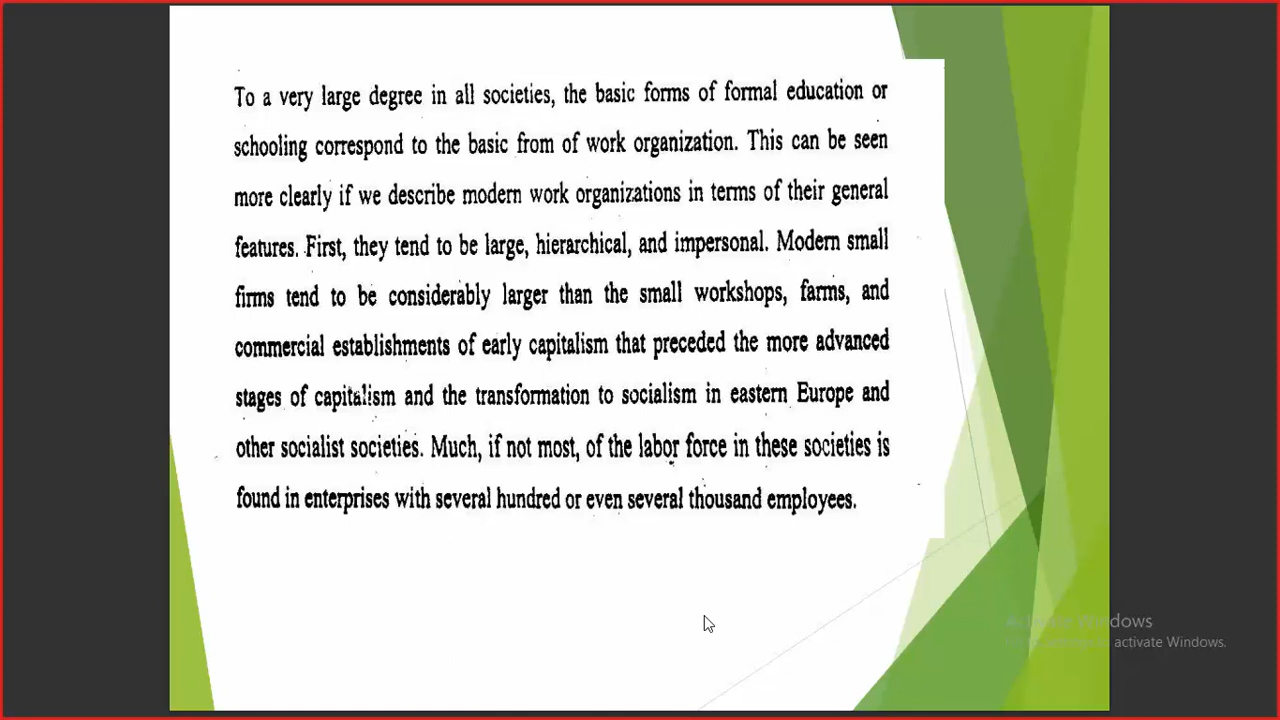 To a very large degree in all societies, the basic forms of formal education or
schooling correspond to the basic from of work organization. This can be seen
more clearly if we describe modern work organizations in terms of their general
features. First, they tend to be large, hierarchical, and impersonal. Modern small
firms tend to be considerably larger than the small workshops, farms, and
commercial establishments of early capitalism that preceded the more advanced
stages of capitalism and the transformation to socialism in eastern Europe and
other socialist societies. Much, if not most, of the labor force in these societies is
found in enterprises with several hundred or even several thousand employees.
Activate Windows
activate Windows.